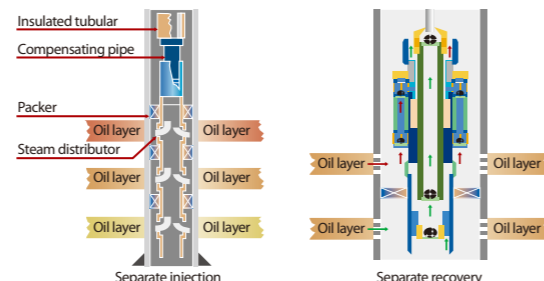 Insulated tubular
Compensating pipe
Packer
Oil layer Oil layer
Steam distributor
Oil layer Oil layer
Oil layer Oil layer
Separate injection
Oil layer Oil layer
Oil layer Oil layer
Separate recovery